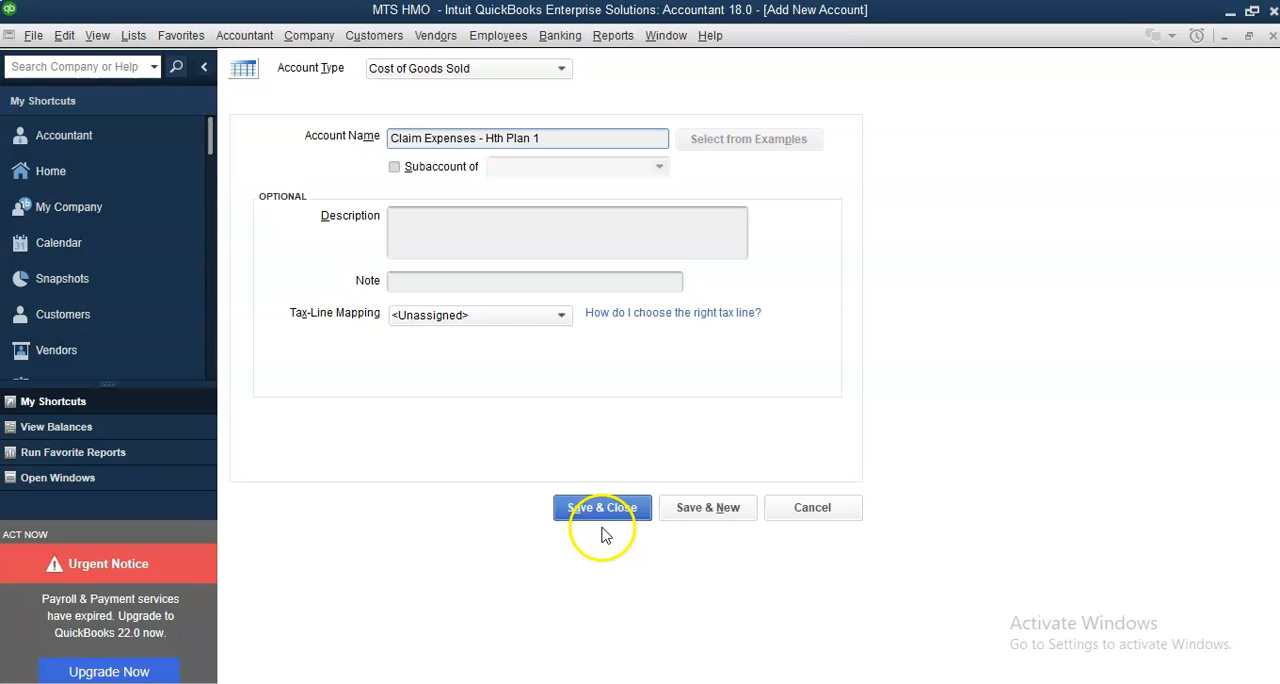 MTS HMO - Intuit QuickBooks Enterprise Solutions: Accountant 18.0 - [Add New Account]
File Edit View Lists Favorites Accountant Company Customers Vendors Employees Banking Reports Window Help
Search Company or Help
Account Type Cost of Goods Sold
My Shortcuts
Accountant
Home
My Company
31 Calendar
Snapshots
Customers
Vendors
My Shortcuts
View Balances
Run Favorite Reports
Open Windows
Account Name Claim Expenses - Hth Plan 1 Select from Examples
Subaccount of
OPTIONAL
Description
Note
Tax-Line Mapping <Unassigned> How do I choose the right tax line?
Save & Close Save & New Cancel
ACT NOW
Urgent Notice
Payroll & Payment services
have expired. Upgrade to
QuickBooks 22.0 now.
Upgrade Now
Activate Windows
Go to Settings to activate Windows.